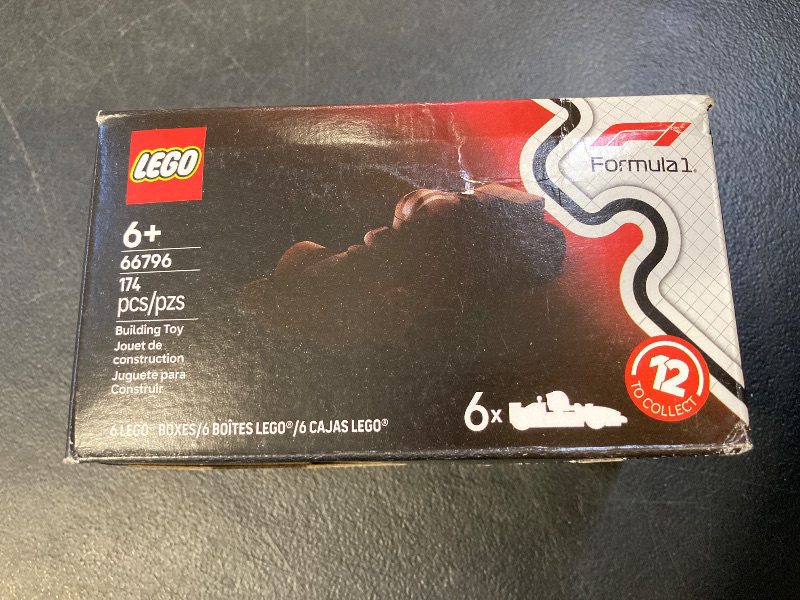 LEGO
6+
66796
174
pcs/pzs
Building Toy
Jouet de
construction
Juguete para
Construir
6 LEGO® BOXES/6 BOÎTES LEGO®/6 CAJAS LEGO®
F1
Formula 1®
6x
12
TO COLLECT